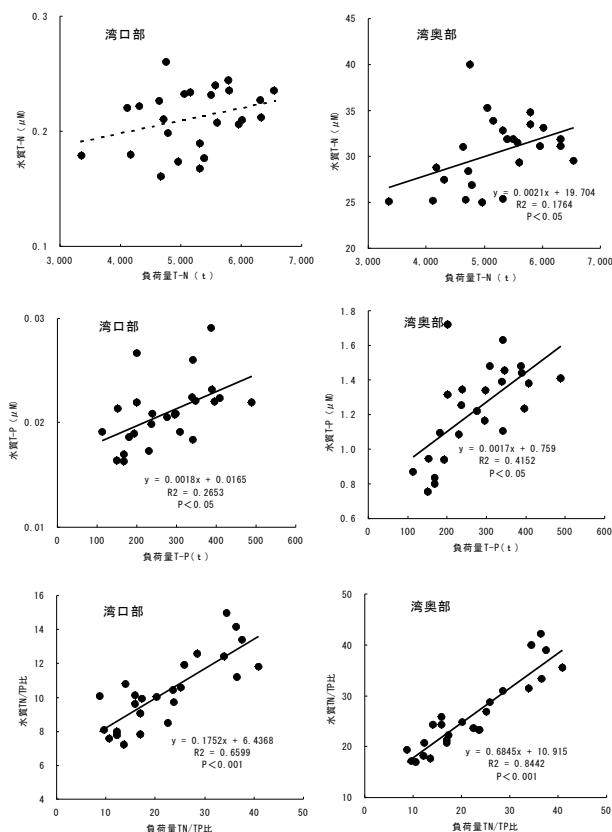 湾口部
0.3
0.2
0.1
水質T-N (μM)
3,000 4,000 5,000 6,000 7,000
負荷量T-N (t)
湾奥部
45
40
35
30
25
20
水質T-N (μM)
y = 0.0021x + 19.704
R2 = 0.1764
P<0.05
3,000 4,000 5,000 6,000 7,000
負荷量T-N (t)
湾口部
0.03
0.02
0.01
水質T-P (μM)
y = 0.0018x + 0.0165
R2 = 0.2653
P<0.05
0 100 200 300 400 500 600
負荷量T-P(t)
湾奥部
1.8
1.6
1.4
1.2
1.0
0.8
0.6
水質T-P (μM)
y = 0.0017x + 0.759
R2 = 0.4152
P<0.05
0 100 200 300 400 500 600
負荷量T-P(t)
湾口部
16
14
12
10
8
6
4
水質TN/TP比
y = 0.1752x + 6.4368
R2 = 0.6599
P<0.001
0 10 20 30 40 50
負荷量TN/TP比
湾奥部
50
40
30
20
10
水質TN/TP比
y = 0.6845x + 10.915
R2 = 0.8442
P<0.001
0 10 20 30 40 50
負荷量TN/TP比